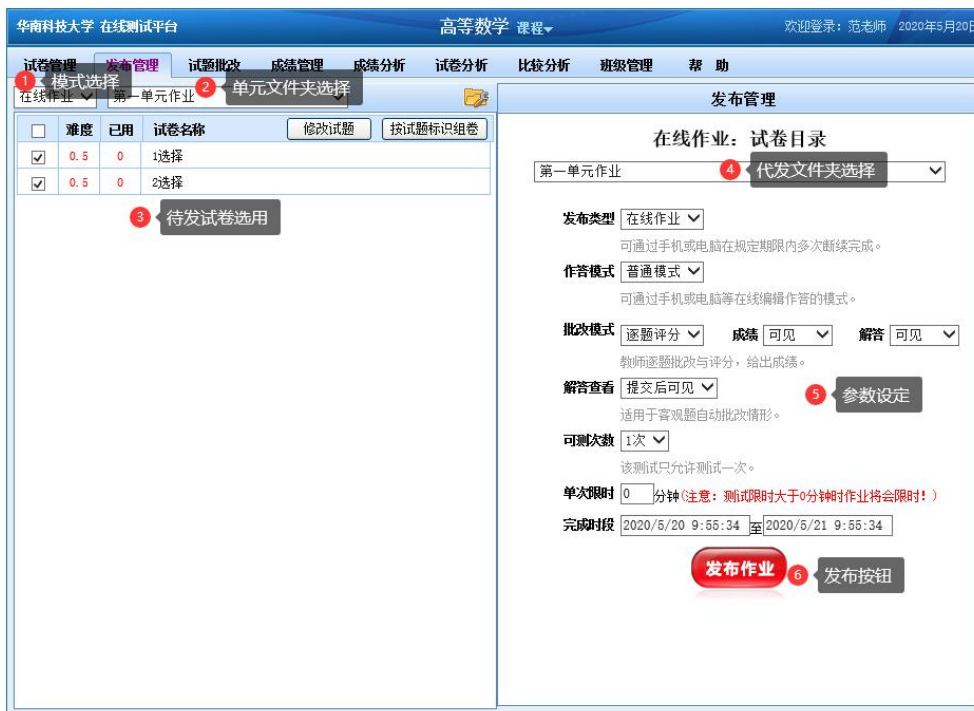 华南科技大学 在线测试平台 高等数学 课程▾ 欢迎登录：范老师 2020年5月20日
试卷管理 发布管理 试题批改 成绩管理 成绩分析 试卷分析 比较分析 班级管理 帮 助
1 模式选择 2 单元文件夹选择
在线作业 第一单元作业
发布管理
难度 已用 试卷名称 修改试题 按试题标识组卷
0.5 0 1选择
0.5 0 2选择
3 待发试卷选用
在线作业：试卷目录
第一单元作业 4 代发文件夹选择
发布类型 在线作业
可通过手机或电脑在规定期限内多次断续完成。
作答模式 普通模式
可通过手机或电脑等在线编辑作答的模式。
批改模式 逐题评分 成绩 可见 解答 可见
教师逐题批改与评分，给出成绩。
解答查看 提交后可见
5 参数设定
适用于客观题自动批改情形。
可测次数 1次
该测试只允许测试一次。
单次限时 0 分钟(注意：测试限时大于0分钟时作业将会限时！)
完成时段 2020/5/20 9:55:34 至 2020/5/21 9:55:34
发布作业 6 发布按钮